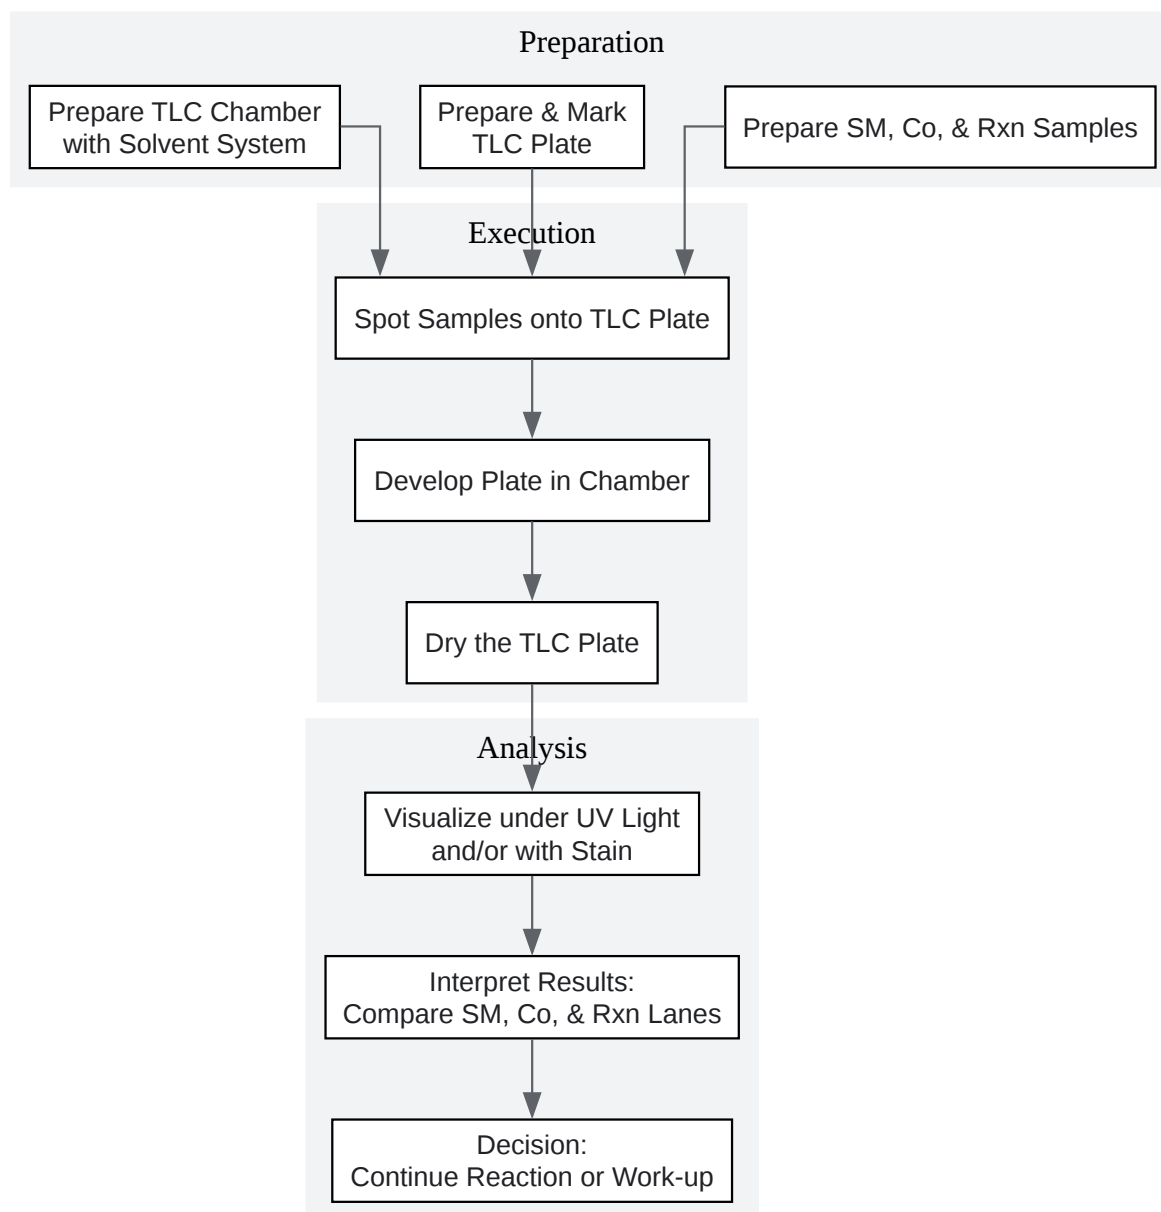 Preparation
Prepare TLC Chamber
with Solvent System
Prepare & Mark
TLC Plate
Prepare SM, Co, & Rxn Samples
Execution
Spot Samples onto TLC Plate
Develop Plate in Chamber
Dry the TLC Plate
Analysis
Visualize under UV Light
and/or with Stain
Interpret Results:
Compare SM, Co, & Rxn Lanes
Decision:
Continue Reaction or Work-up